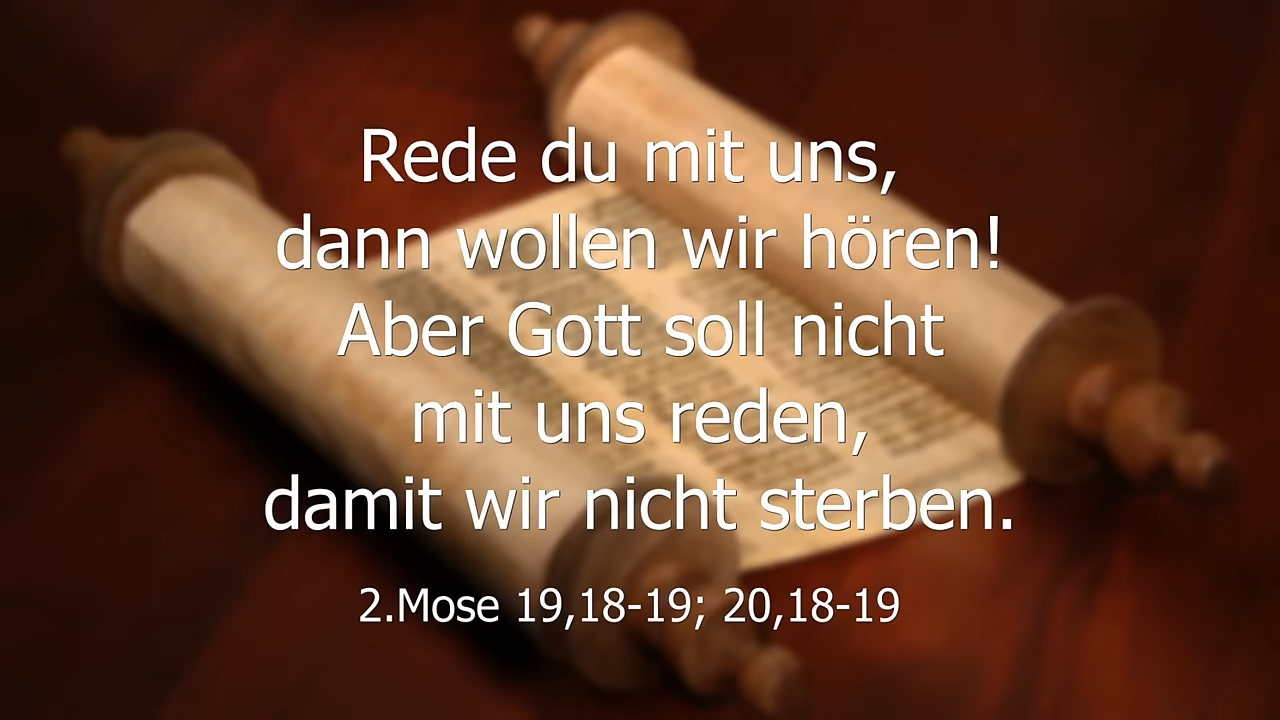 Rede du mit uns,
dann wollen wir hören!
Aber Gott soll nicht
mit uns reden,
damit wir nicht sterben.
2.Mose 19,18-19; 20,18-19